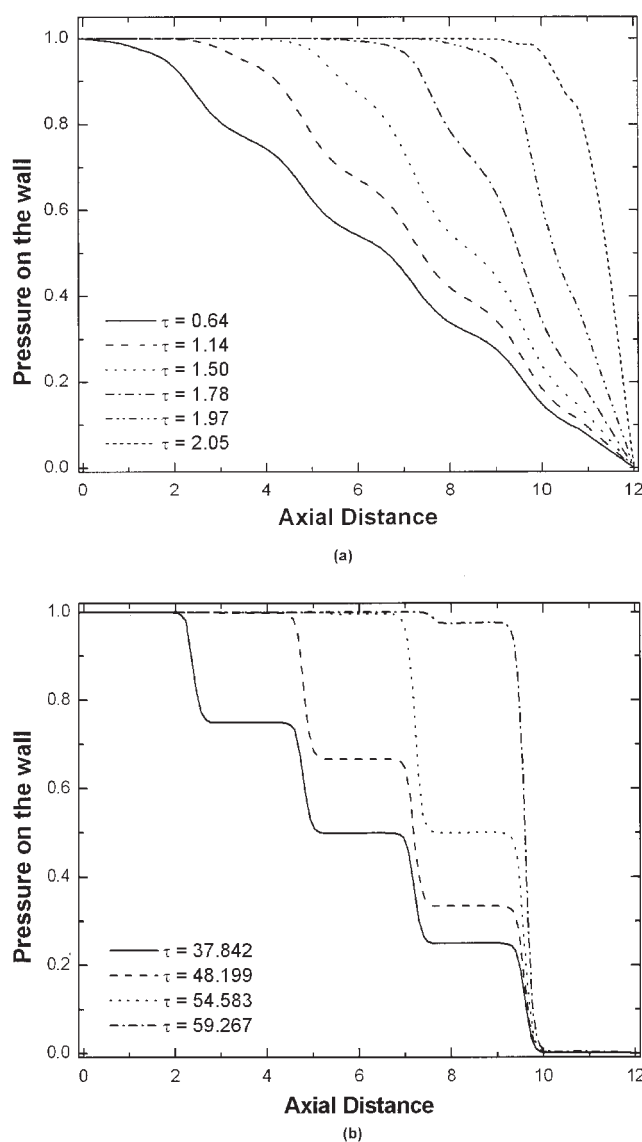 1.0
0.8
0.6
0.4
0.2
0.0
Pressure on the wall
τ = 0.64
τ = 1.14
τ = 1.50
τ = 1.78
τ = 1.97
τ = 2.05
0 2 4 6 8 10 12
Axial Distance
(a)
1.0
0.8
0.6
0.4
0.2
0.0
Pressure on the wall
τ = 37.842
τ = 48.199
τ = 54.583
τ = 59.267
0 2 4 6 8 10 12
Axial Distance
(b)